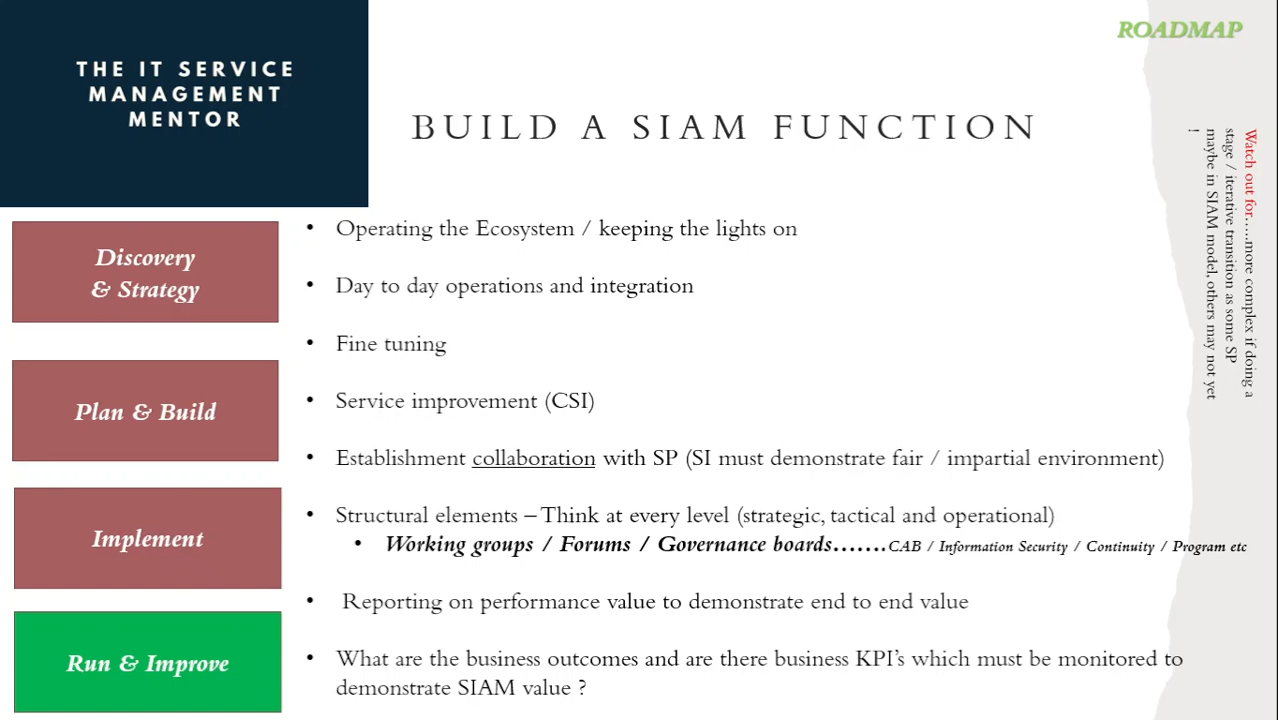 ROADMAP
THE IT SERVICE
MANAGEMENT
MENTOR
BUILD A SIAM FUNCTION
Discovery
& Strategy
Plan & Build
Implement
Run & Improve
• Operating the Ecosystem / keeping the lights on
• Day to day operations and integration
• Fine tuning
• Service improvement (CSI)
• Establishment collaboration with SP (SI must demonstrate fair / impartial environment)
• Structural elements – Think at every level (strategic, tactical and operational)
• Working groups / Forums / Governance boards…….CAB / Information Security / Continuity / Program etc
• Reporting on performance value to demonstrate end to end value
• What are the business outcomes and are there business KPI's which must be monitored to
demonstrate SIAM value ?
Watch out for…..more complex if doing a
stage / iterative transition as some SP
maybe in SIAM model, others may not yet
!